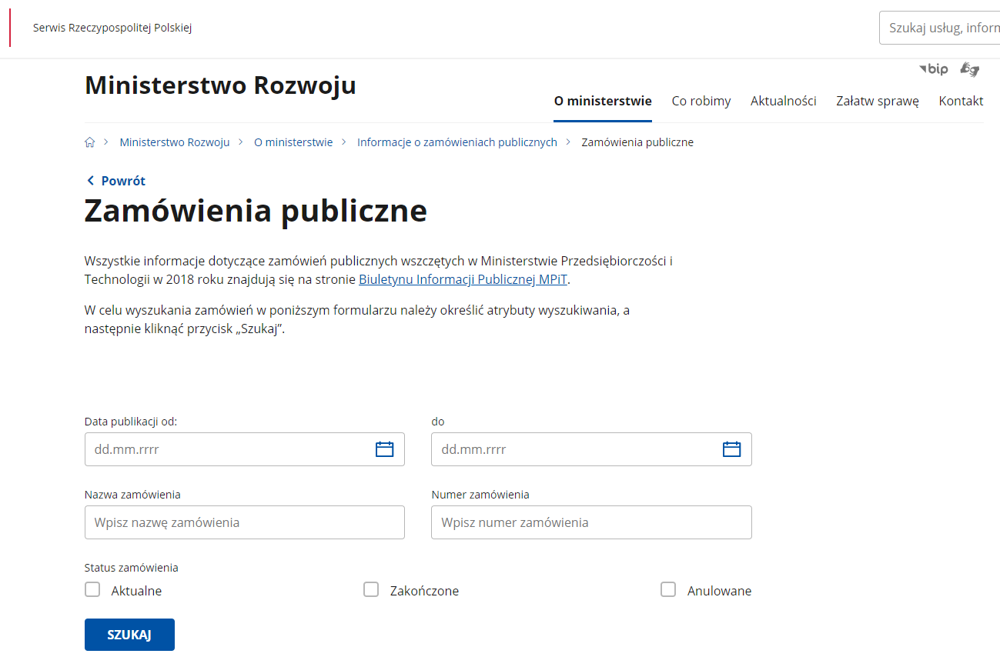 Serwis Rzeczypospolitej Polskiej
Szukaj usług, inform
bip
Ministerstwo Rozwoju
O ministerstwie Co robimy Aktualności Załatw sprawę Kontakt
Ministerstwo Rozwoju > O ministerstwie > Informacje o zamówieniach publicznych > Zamówienia publiczne
Powrót
Zamówienia publiczne
Wszystkie informacje dotyczące zamówień publicznych wszczętych w Ministerstwie Przedsiębiorczości i
Technologii w 2018 roku znajdują się na stronie Biuletynu Informacji Publicznej MPiT.
W celu wyszukania zamówień w poniższym formularzu należy określić atrybuty wyszukiwania, a
następnie kliknąć przycisk „Szukaj”.
Data publikacji od: do
dd.mm.rrrr dd.mm.rrrr
Nazwa zamówienia Numer zamówienia
Wpisz nazwę zamówienia Wpisz numer zamówienia
Status zamówienia
Aktualne Zakończone Anulowane
SZUKAJ